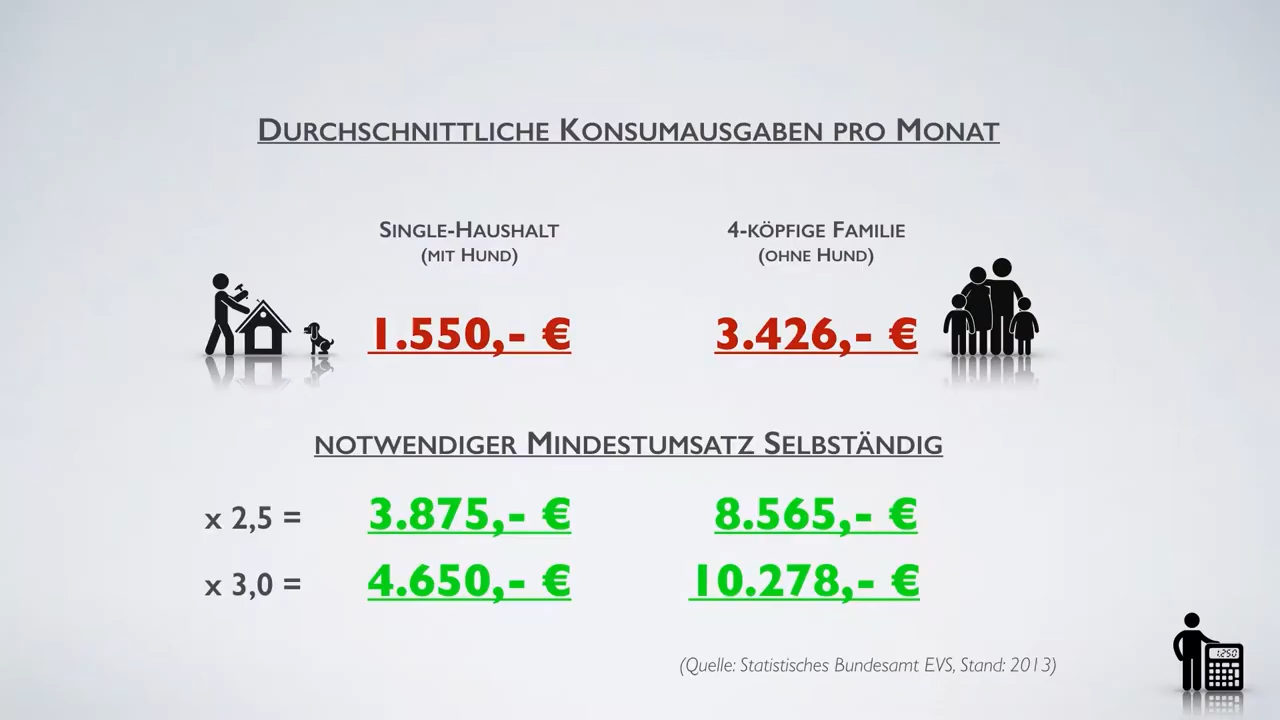 Durchschnittliche Konsumausgaben pro Monat
Single-Haushalt
(mit Hund)
4-köpfige Familie
(ohne Hund)
1.550,- €
3.426,- €
notwendiger Mindestumsatz Selbständig
x 2,5 =
3.875,- €
8.565,- €
x 3,0 =
4.650,- €
10.278,- €
1.250
(Quelle: Statistisches Bundesamt EVS, Stand: 2013)